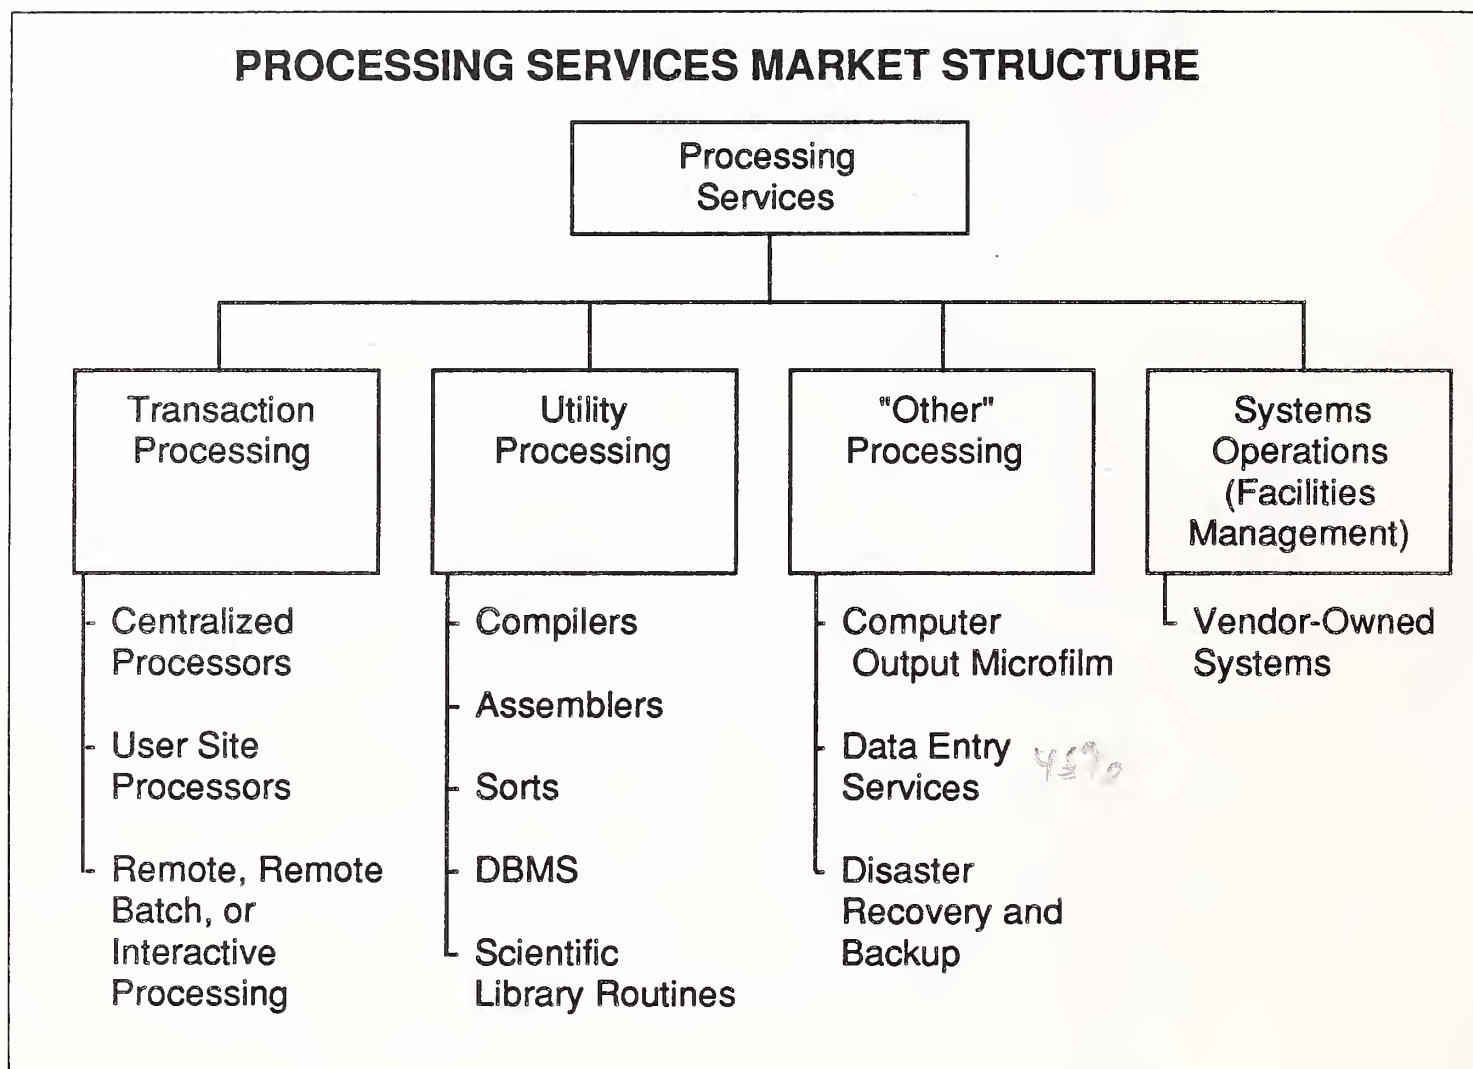 PROCESSING SERVICES MARKET STRUCTURE
Processing
Services
Transaction
Processing
Utility
Processing
"Other"
Processing
Systems
Operations
(Facilities
Management)
Centralized
Processors
User Site
Processors
Remote, Remote
Batch, or
Interactive
Processing
Compilers
Assemblers
Sorts
DBMS
Scientific
Library Routines
Computer
Output Microfilm
Data Entry
Services
Disaster
Recovery and
Backup
Vendor-Owned
Systems